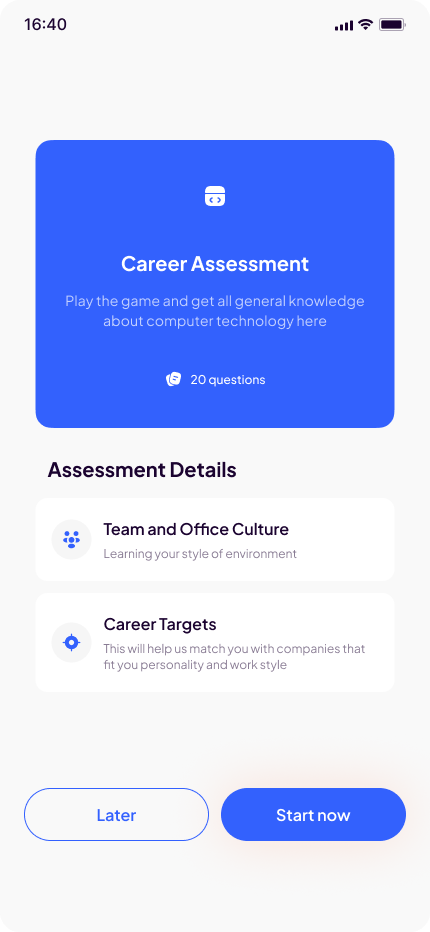 16:40
Career Assessment
Play the game and get all general knowledge
about computer technology here
20 questions
Assessment Details
Team and Office Culture
Learning your style of environment
Career Targets
This will help us match you with companies that
fit you personality and work style
Later
Start now